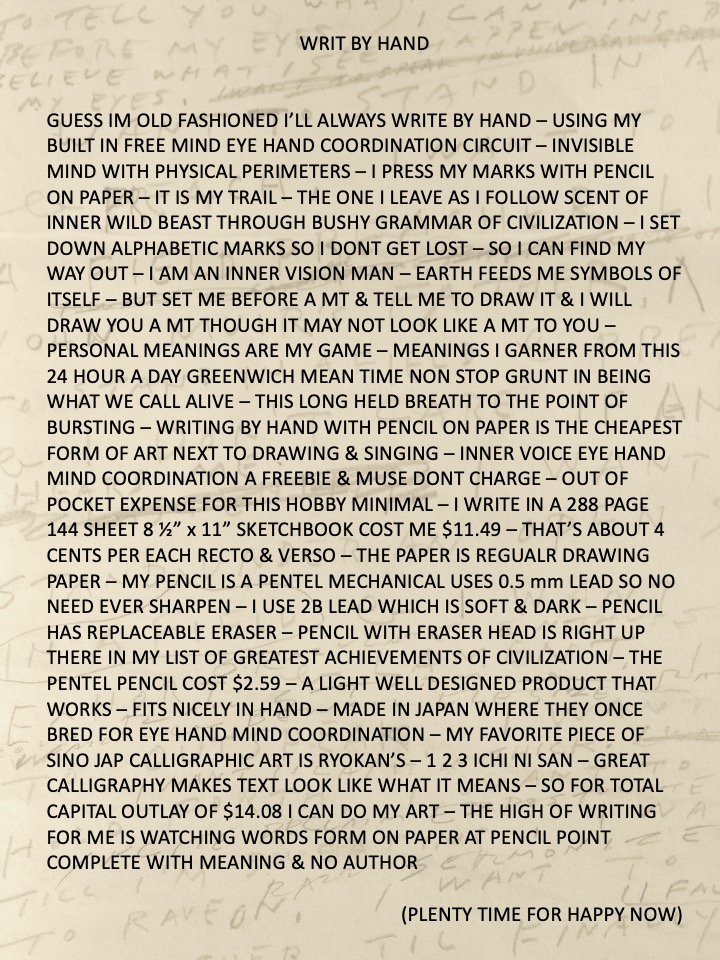 WRIT BY HAND
GUESS IM OLD FASHIONED I’LL ALWAYS WRITE BY HAND – USING MY
BUILT IN FREE MIND EYE HAND COORDINATION CIRCUIT – INVISIBLE
MIND WITH PHYSICAL PERIMETERS – I PRESS MY MARKS WITH PENCIL
ON PAPER – IT IS MY TRAIL – THE ONE I LEAVE AS I FOLLOW SCENT OF
INNER WILD BEAST THROUGH BUSHY GRAMMAR OF CIVILIZATION – I SET
DOWN ALPHABETIC MARKS SO I DONT GET LOST – SO I CAN FIND MY
WAY OUT – I AM AN INNER VISION MAN – EARTH FEEDS ME SYMBOLS OF
ITSELF – BUT SET ME BEFORE A MT & TELL ME TO DRAW IT & I WILL
DRAW YOU A MT THOUGH IT MAY NOT LOOK LIKE A MT TO YOU –
PERSONAL MEANINGS ARE MY GAME – MEANINGS I GARNER FROM THIS
24 HOUR A DAY GREENWICH MEAN TIME NON STOP GRUNT IN BEING
WHAT WE CALL ALIVE – THIS LONG HELD BREATH TO THE POINT OF
BURSTING – WRITING BY HAND WITH PENCIL ON PAPER IS THE CHEAPEST
FORM OF ART NEXT TO DRAWING & SINGING – INNER VOICE EYE HAND
MIND COORDINATION A FREEBIE & MUSE DONT CHARGE – OUT OF
POCKET EXPENSE FOR THIS HOBBY MINIMAL – I WRITE IN A 288 PAGE
144 SHEET 8 ½” x 11” SKETCHBOOK COST ME $11.49 – THAT’S ABOUT 4
CENTS PER EACH RECTO & VERSO – THE PAPER IS REGUALR DRAWING
PAPER – MY PENCIL IS A PENTEL MECHANICAL USES 0.5 mm LEAD SO NO
NEED EVER SHARPEN – I USE 2B LEAD WHICH IS SOFT & DARK – PENCIL
HAS REPLACEABLE ERASER – PENCIL WITH ERASER HEAD IS RIGHT UP
THERE IN MY LIST OF GREATEST ACHIEVEMENTS OF CIVILIZATION – THE
PENTEL PENCIL COST $2.59 – A LIGHT WELL DESIGNED PRODUCT THAT
WORKS – FITS NICELY IN HAND – MADE IN JAPAN WHERE THEY ONCE
BRED FOR EYE HAND MIND COORDINATION – MY FAVORITE PIECE OF
SINO JAP CALLIGRAPHIC ART IS RYOKAN’S – 1 2 3 ICHI NI SAN – GREAT
CALLIGRAPHY MAKES TEXT LOOK LIKE WHAT IT MEANS – SO FOR TOTAL
CAPITAL OUTLAY OF $14.08 I CAN DO MY ART – THE HIGH OF WRITING
FOR ME IS WATCHING WORDS FORM ON PAPER AT PENCIL POINT
COMPLETE WITH MEANING & NO AUTHOR
(PLENTY TIME FOR HAPPY NOW)